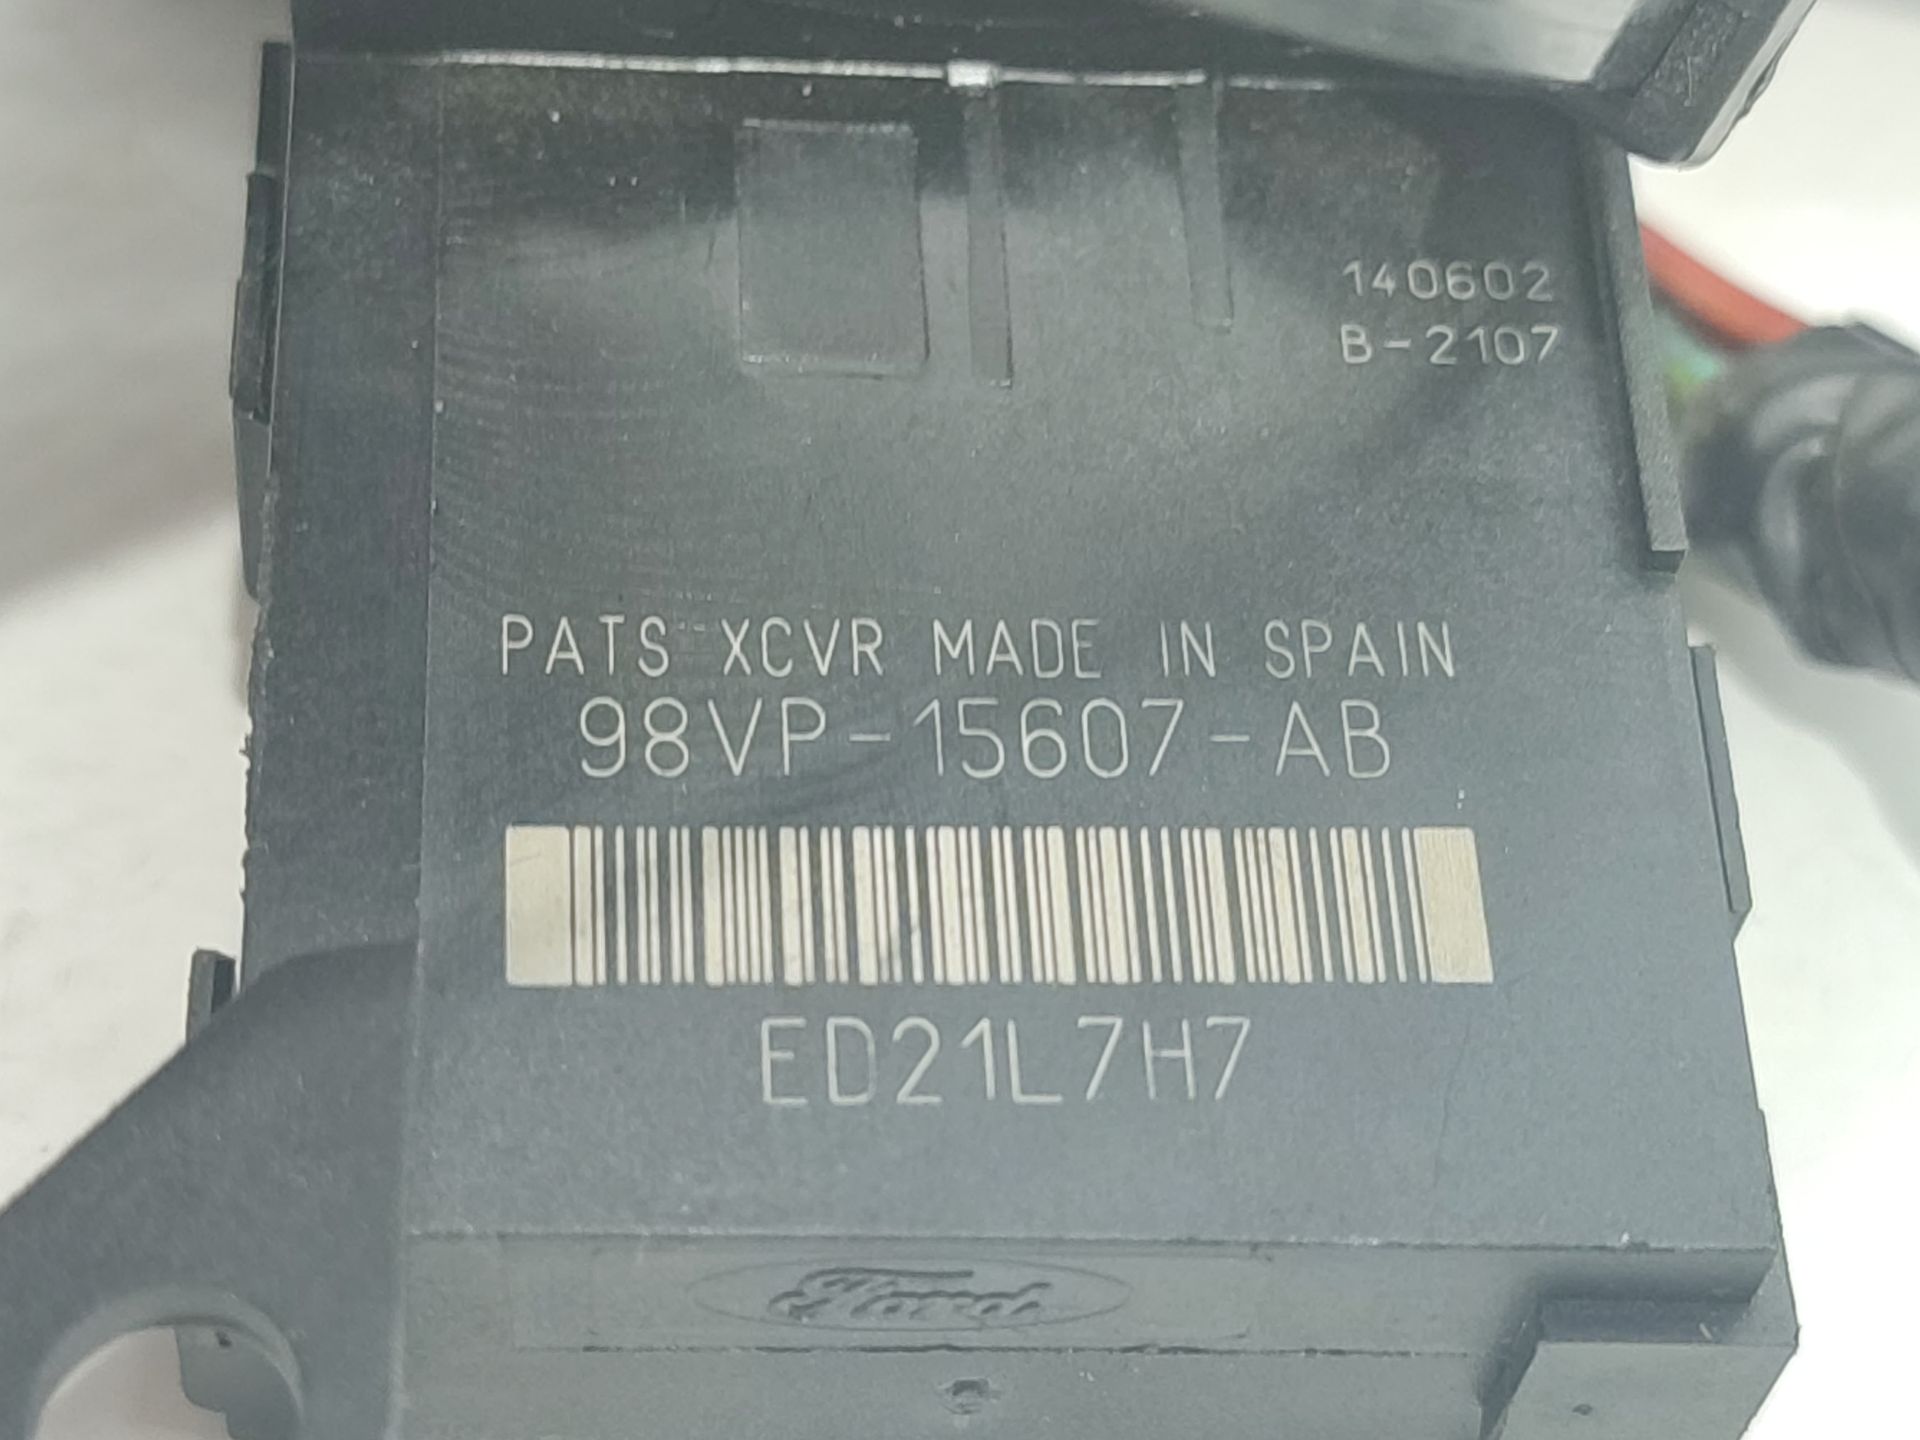 140602
B-2107
PATS XCVR MADE IN SPAIN
98VP-15607-AB
ED21L7H7
Ford